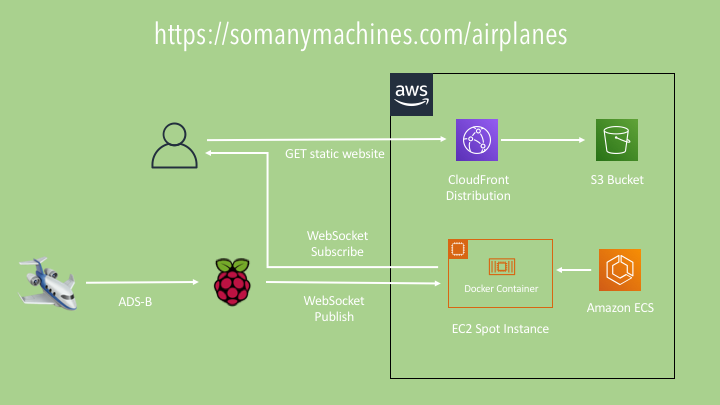 https://somanymachines.com/airplanes
aws
GET static website
CloudFront
Distribution
S3 Bucket
WebSocket
Subscribe
Docker Container
ADS-B
WebSocket
Publish
Amazon ECS
EC2 Spot Instance